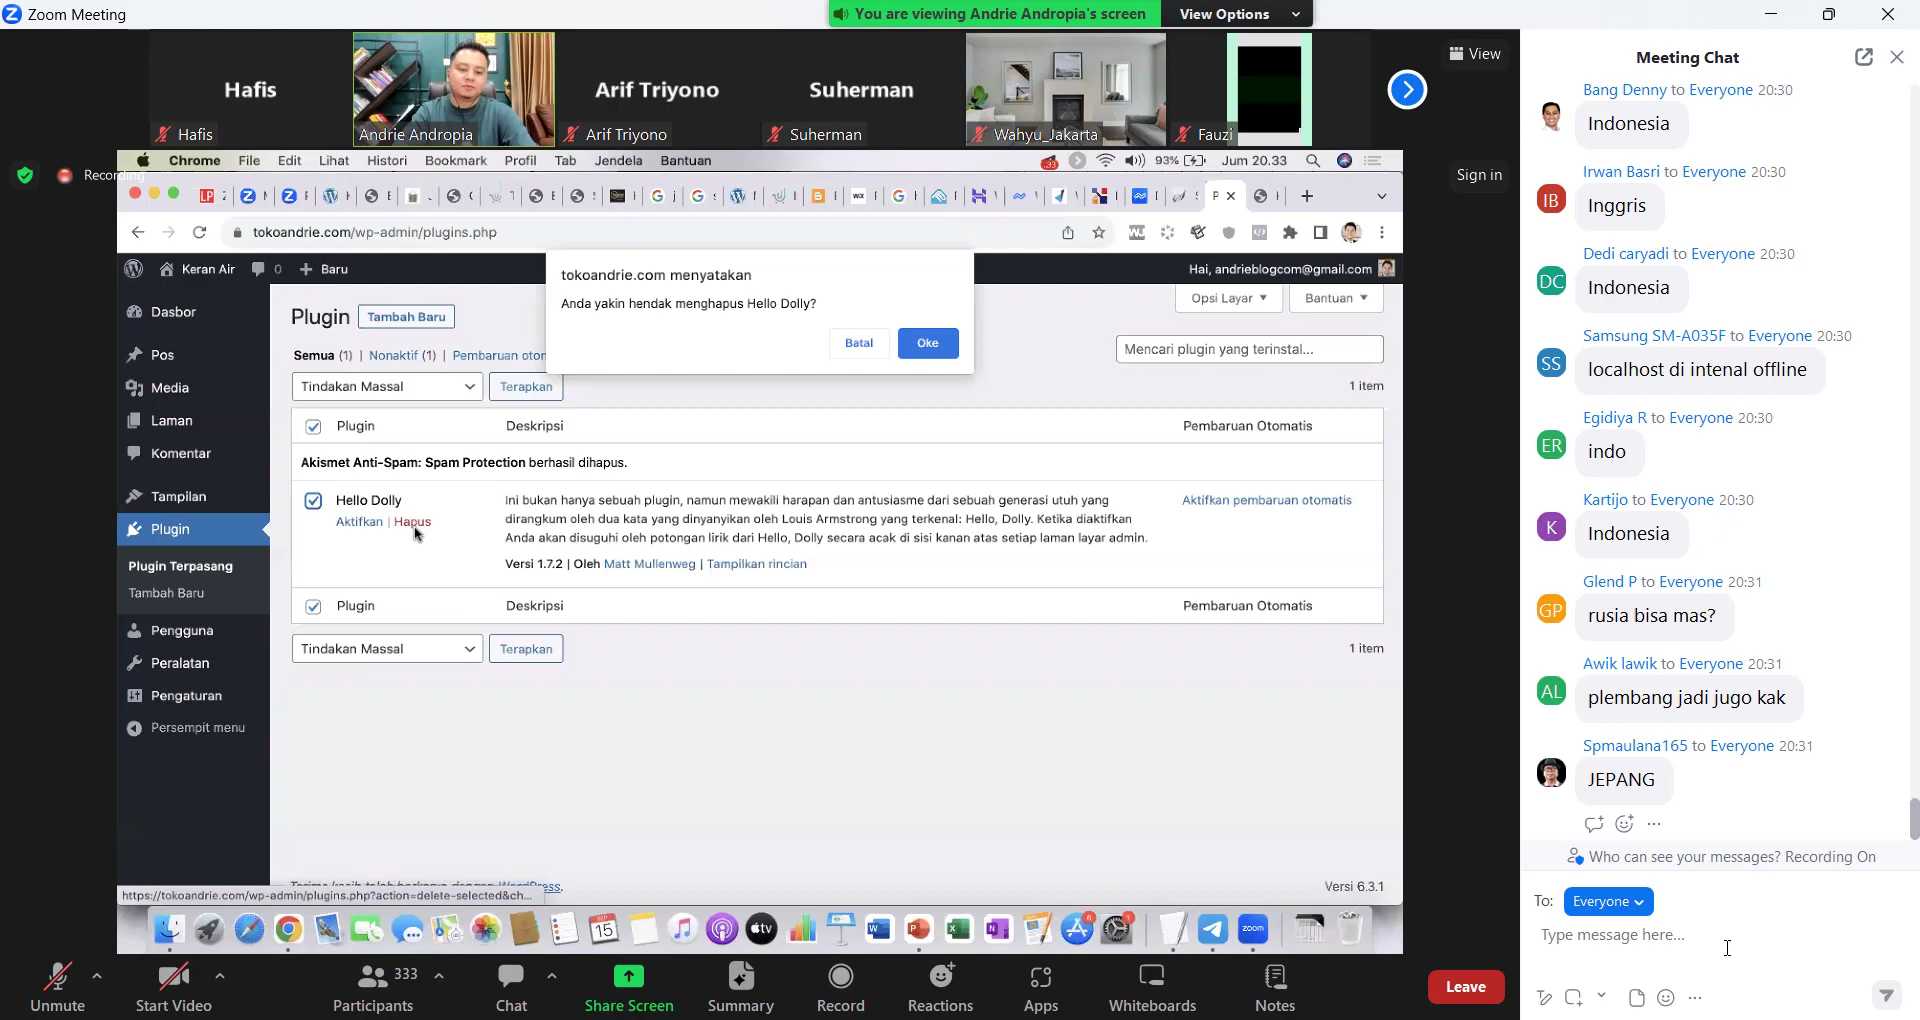 Zoom Meeting
You are viewing Andrie Andropia's screen
View Options
Hafis
Hafis
Andrie Andropia
Arif Triyono
Arif Triyono
Suherman
Suherman
Wahyu_Jakarta
Fauzi
View
Recording
Sign in
Chrome File Edit Lihat Histori Bookmark Profil Tab Jendela Bantuan
93% Jum 20.33
tokoandrie.com/wp-admin/plugins.php
Keran Air 0 Baru
Hai, andrieblogcom@gmail.com
tokoandrie.com menyatakan
Anda yakin hendak menghapus Hello Dolly?
Batal Oke
Opsi Layar Bantuan
Dasbor
Pos
Media
Laman
Komentar
Tampilan
Plugin
Plugin Terpasang
Tambah Baru
Pengguna
Peralatan
Pengaturan
Persempit menu
Plugin Tambah Baru
Semua (1) | Nonaktif (1) | Pembaruan
Mencari plugin yang terinstal...
Tindakan Massal Terapkan
1 item
Plugin Deskripsi Pembaruan Otomatis
Akismet Anti-Spam: Spam Protection berhasil dihapus.
Hello Dolly
Aktifkan | Hapus
Ini bukan hanya sebuah plugin, namun mewakili harapan dan antusiasme dari sebuah generasi utuh yang
dirangkum oleh dua kata yang dinyanyikan oleh Louis Armstrong yang terkenal: Hello, Dolly. Ketika diaktifkan
Anda akan disuguhi oleh potongan lirik dari Hello, Dolly secara acak di sisi kanan atas setiap laman layar admin.
Versi 1.7.2 | Oleh Matt Mullenweg | Tampilkan rincian
Aktifkan pembaruan otomatis
Plugin Deskripsi Pembaruan Otomatis
Tindakan Massal Terapkan
1 item
Versi 6.3.1
https://tokoandrie.com/wp-admin/plugins.php?action=delete-selected&ch...
SEP
15
tv
zoom
Unmute
Start Video
333
Participants
Chat
Share Screen
Summary
Record
Reactions
Apps
Whiteboards
Notes
Leave
Meeting Chat
Bang Denny to Everyone 20:30
Indonesia
Irwan Basri to Everyone 20:30
IB
Inggris
Dedi caryadi to Everyone 20:30
DC
Indonesia
Samsung SM-A035F to Everyone 20:30
SS
localhost di intenal offline
Egidiya R to Everyone 20:30
ER
indo
Kartijo to Everyone 20:30
K
Indonesia
Glend P to Everyone 20:31
GP
rusia bisa mas?
Awik lawik to Everyone 20:31
AL
plembang jadi jugo kak
Spmaulana165 to Everyone 20:31
JEPANG
Who can see your messages? Recording On
To: Everyone
Type message here...